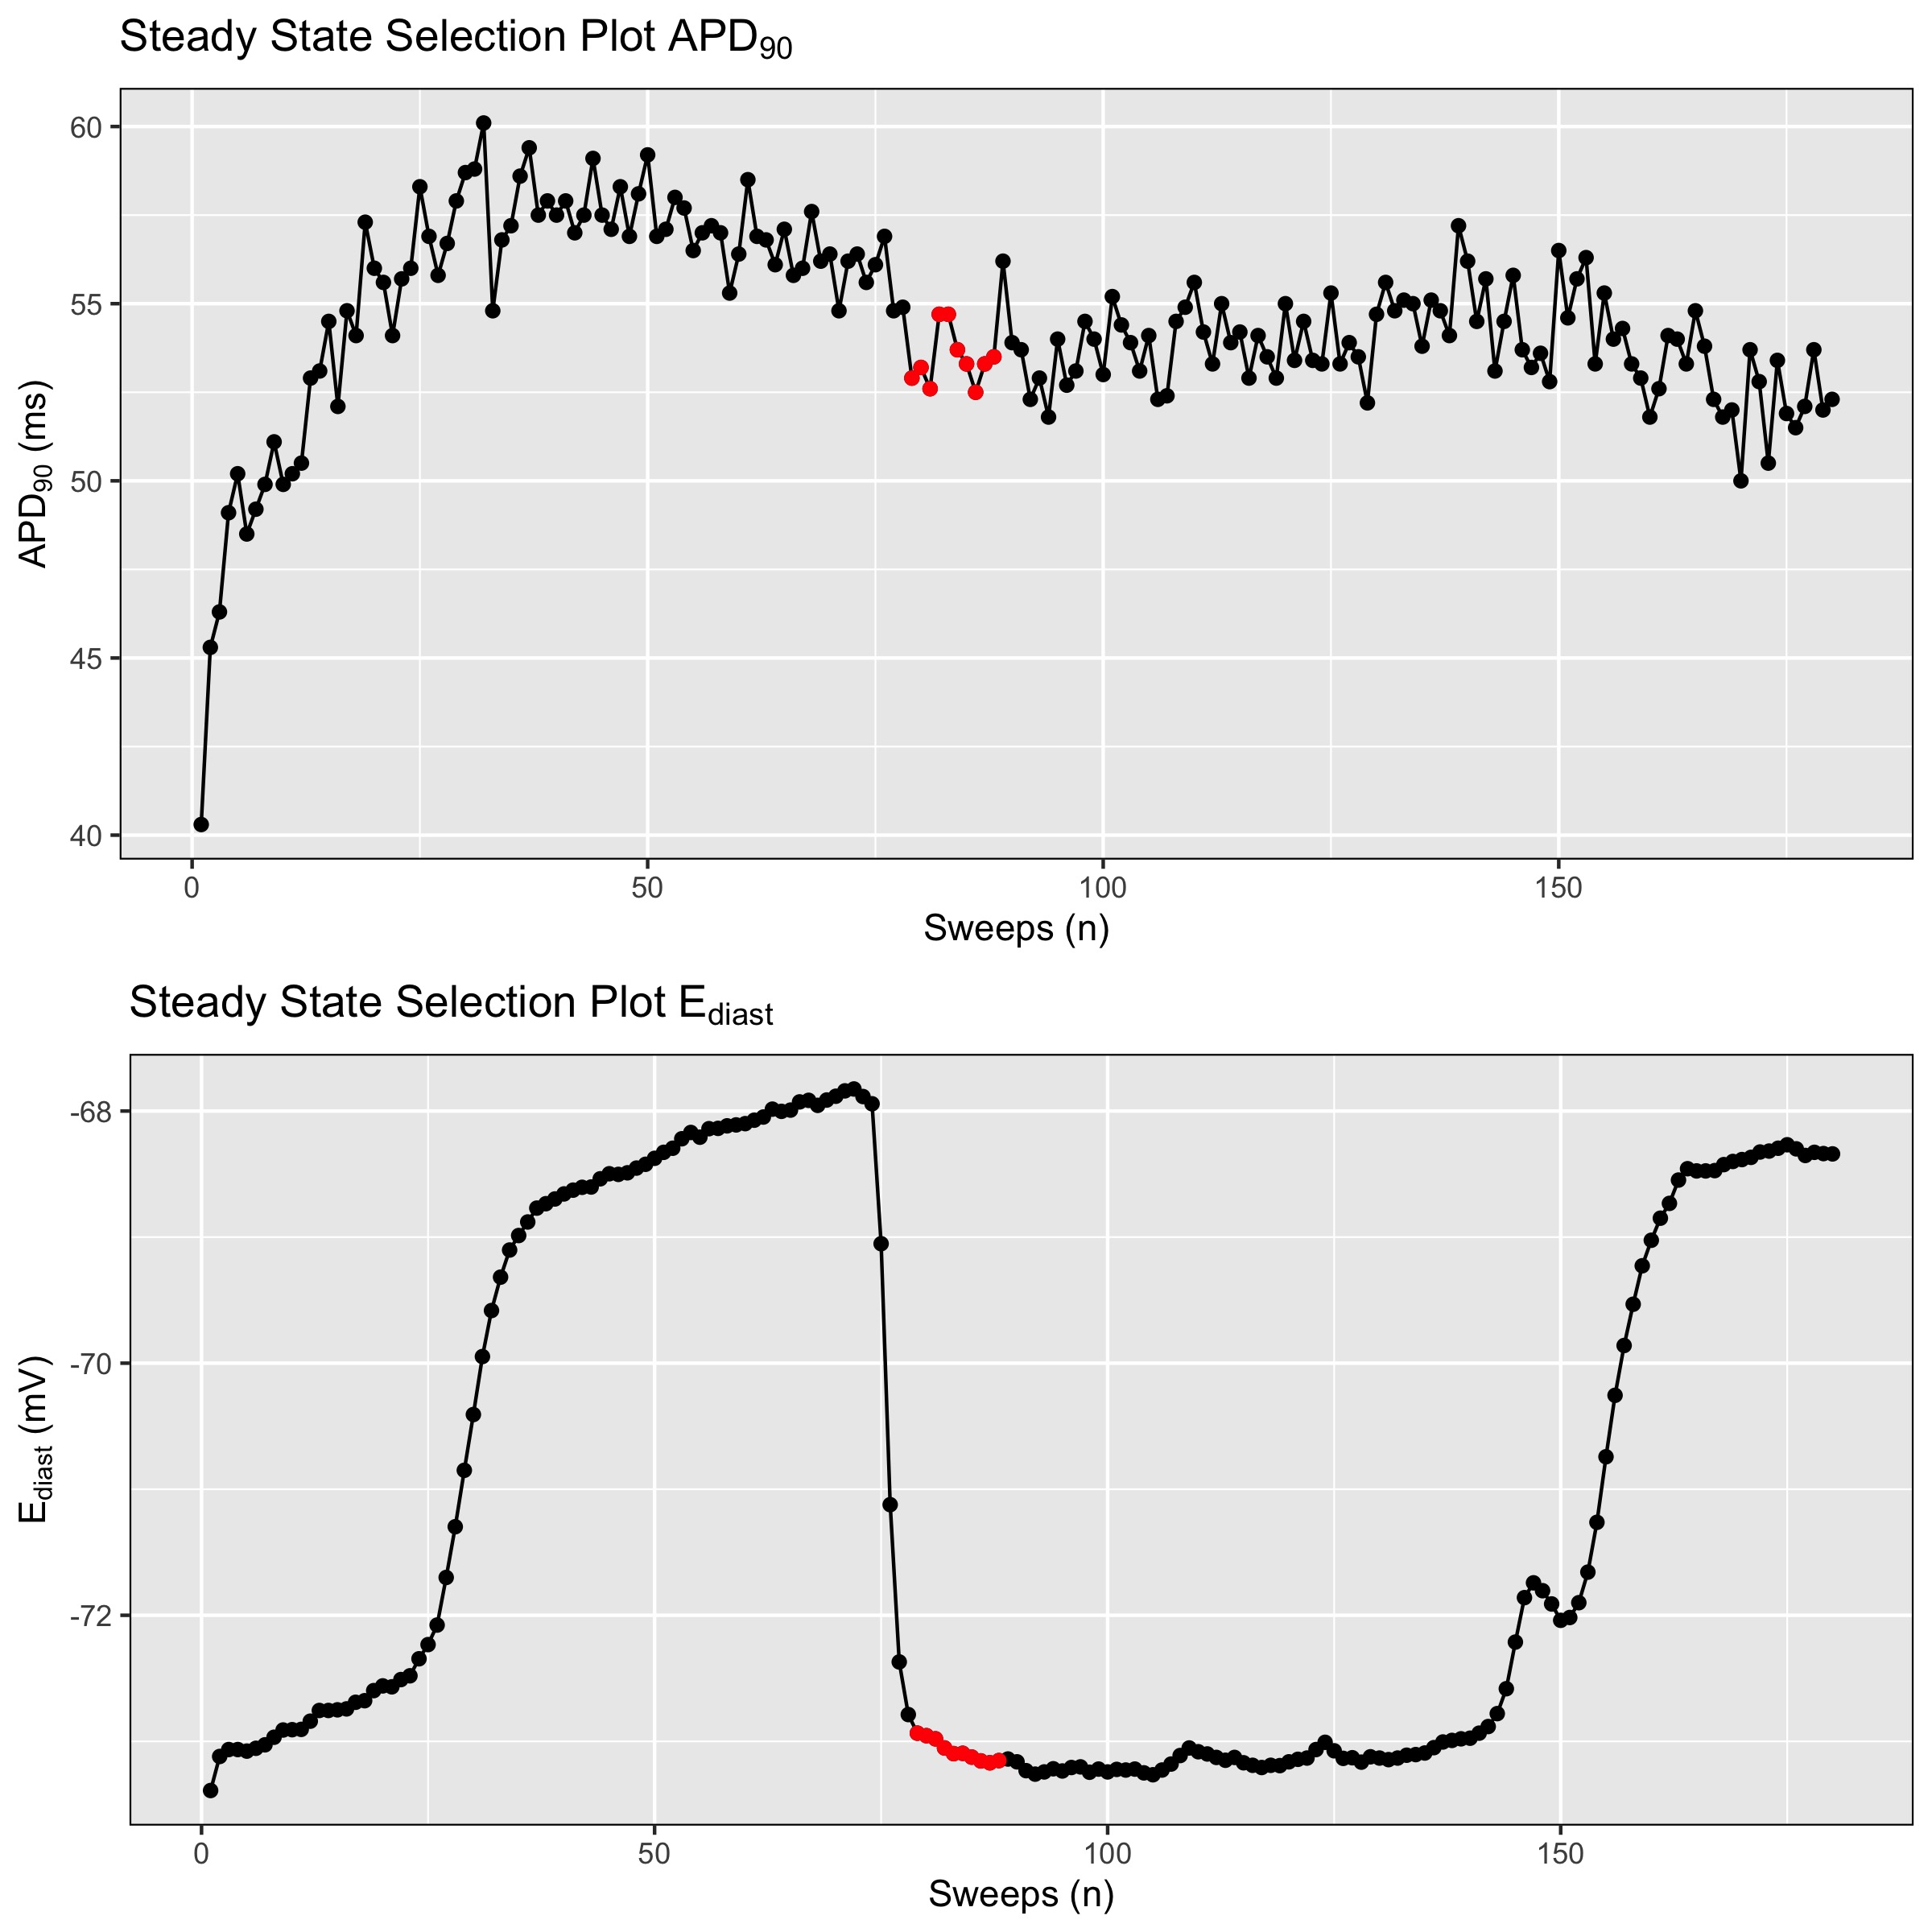 Steady State Selection Plot APD90
60
55
50
45
40
APD90 (ms)
0 50 100 150
Sweeps (n)
Steady State Selection Plot Ediast
-68
-70
-72
Ediast (mV)
0 50 100 150
Sweeps (n)